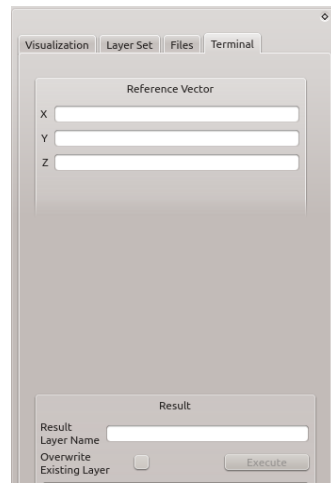 Visualization Layer Set Files Terminal
Reference Vector
X
Y
Z
Result
Result
Layer Name
Overwrite
Existing Layer
Execute